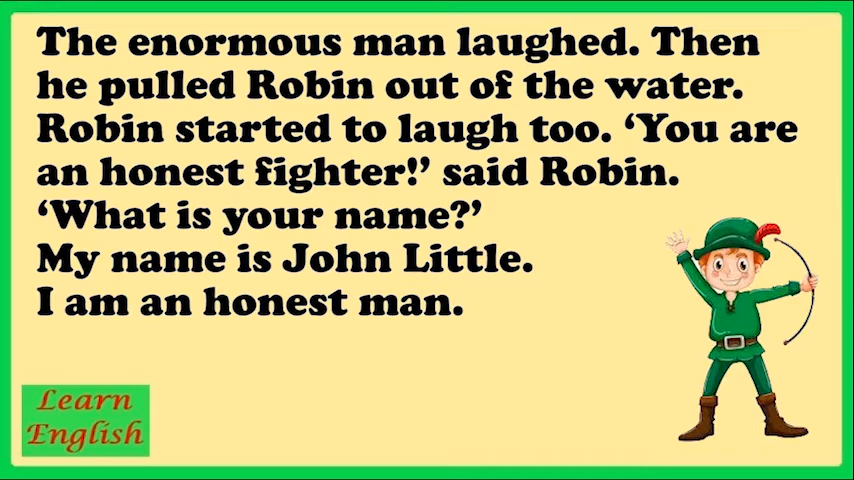 The enormous man laughed. Then
he pulled Robin out of the water.
Robin started to laugh too. ‘You are
an honest fighter!’ said Robin.
‘What is your name?’
My name is John Little.
I am an honest man.
Learn
English